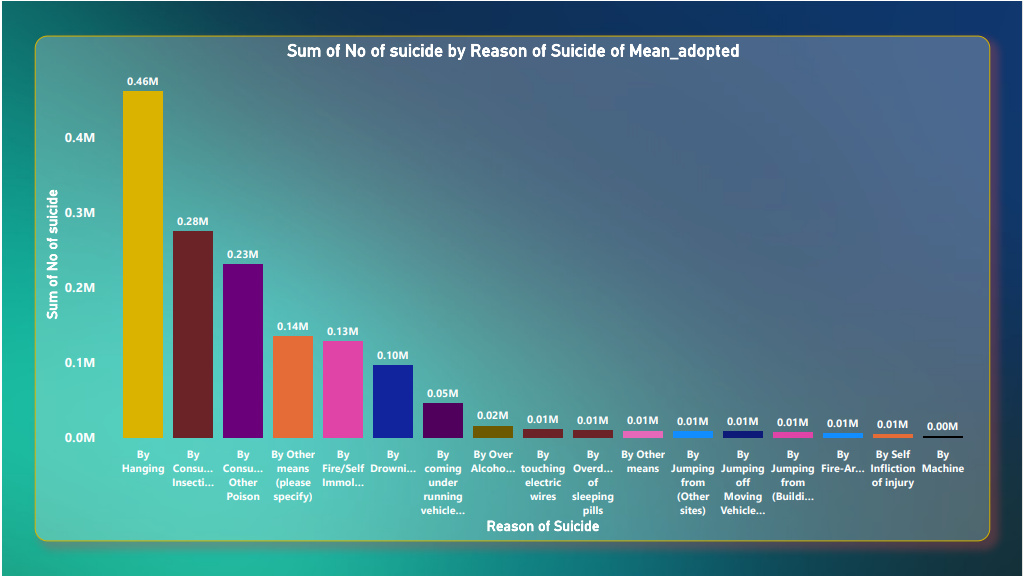 Sum of No of suicide by Reason of Suicide of Mean_adopted
Sum of No of suicide
0.4M
0.3M
0.2M
0.1M
0.0M
0.46M
0.28M
0.23M
0.14M
0.13M
0.10M
0.05M
0.02M
0.01M
0.01M
0.01M
0.01M
0.01M
0.01M
0.01M
0.01M
0.00M
By
Hanging
By
Consu...
Insecti...
By
Consu...
Other
Poison
By Other
means
(please
specify)
By
Fire/Self
Immol...
By
Drowni...
By
coming
under
running
vehicle...
By Over
Alcoho...
By
touching
electric
wires
By
Overd...
of
sleeping
pills
By Other
means
By
Jumping
from
(Other
sites)
By
Jumping
off
Moving
Vehicle...
By
Jumping
from
(Buildi...
By
Fire-Ar...
By Self
Infliction
of injury
By
Machine
Reason of Suicide